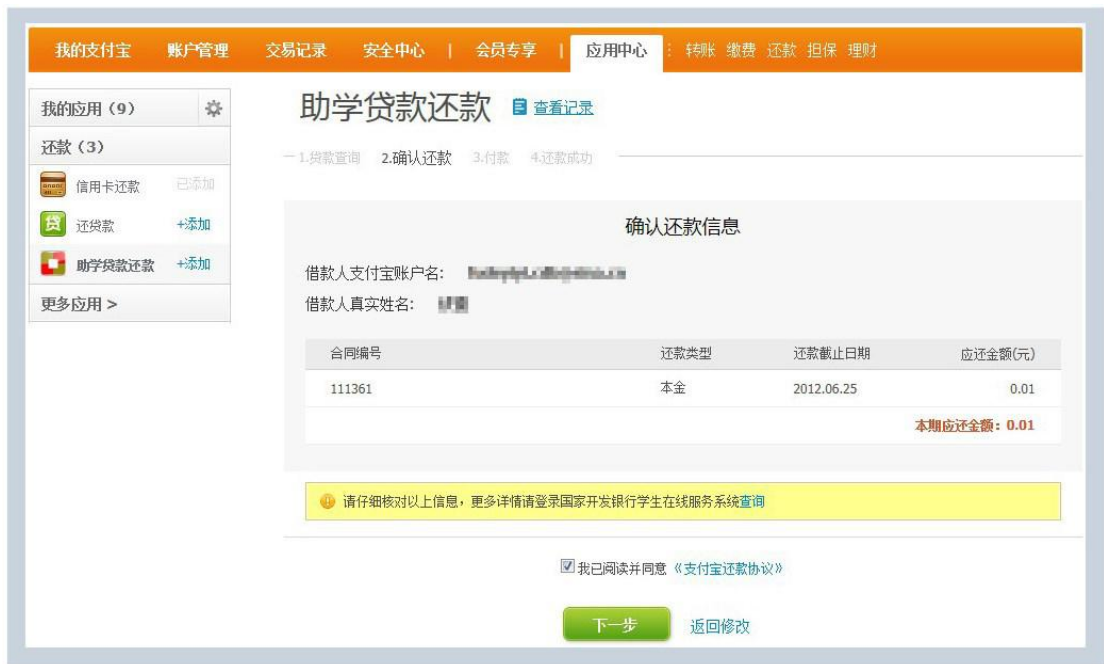 我的支付宝 账户管理 交易记录 安全中心 | 会员专享 | 应用中心 转账 缴费 还款 担保 理财
我的应用（9）
还款（3）
信用卡还款 已添加
贷 还贷款 +添加
助学贷款还款 +添加
更多应用 >
助学贷款还款 查看记录
1.贷款查询 2.确认还款 3.付款 4.还款成功
确认还款信息
借款人支付宝账户名：
借款人真实姓名：
合同编号 还款类型 还款截止日期 应还金额(元)
111361 本金 2012.06.25 0.01
本期应还金额：0.01
请仔细核对以上信息，更多详情请登录国家开发银行学生在线服务系统查询
我已阅读并同意《支付宝还款协议》
下一步 返回修改